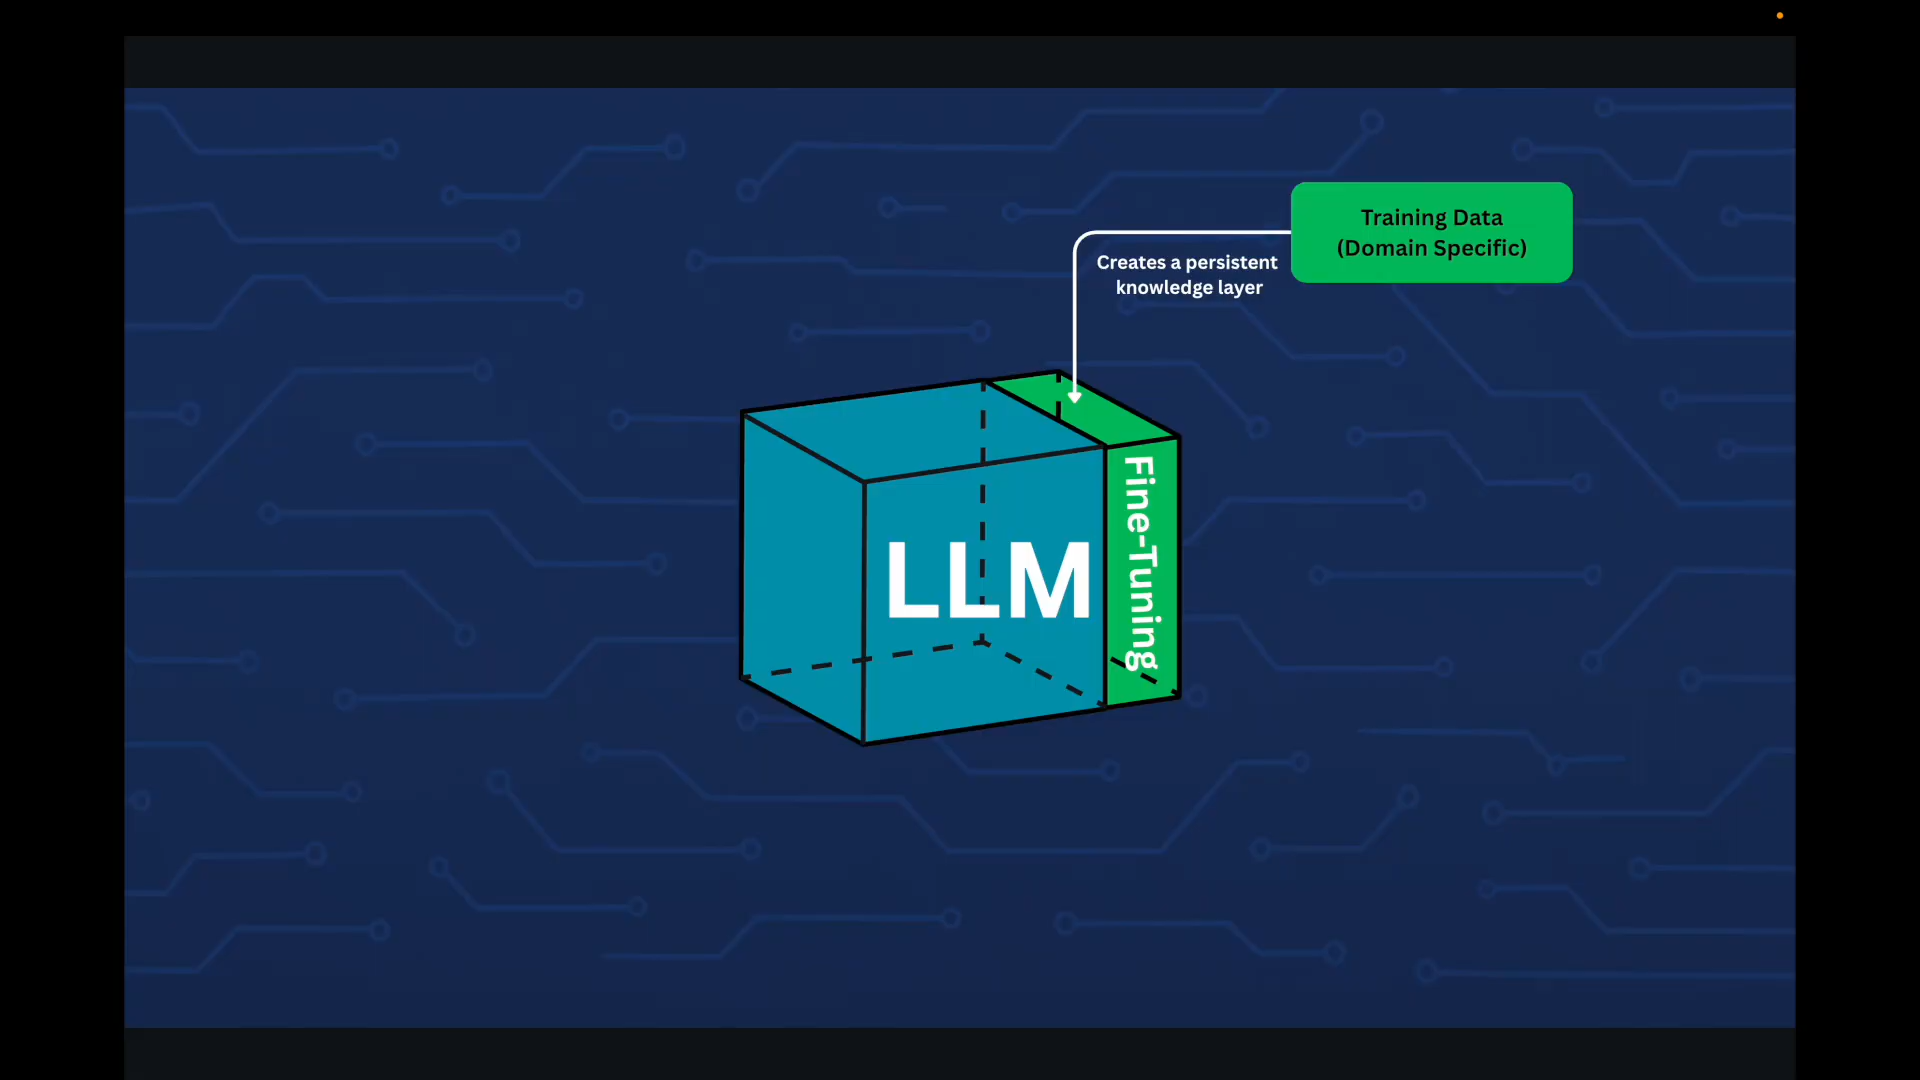 Training Data
(Domain Specific)
Creates a persistent
knowledge layer
LLM
Fine-Tuning